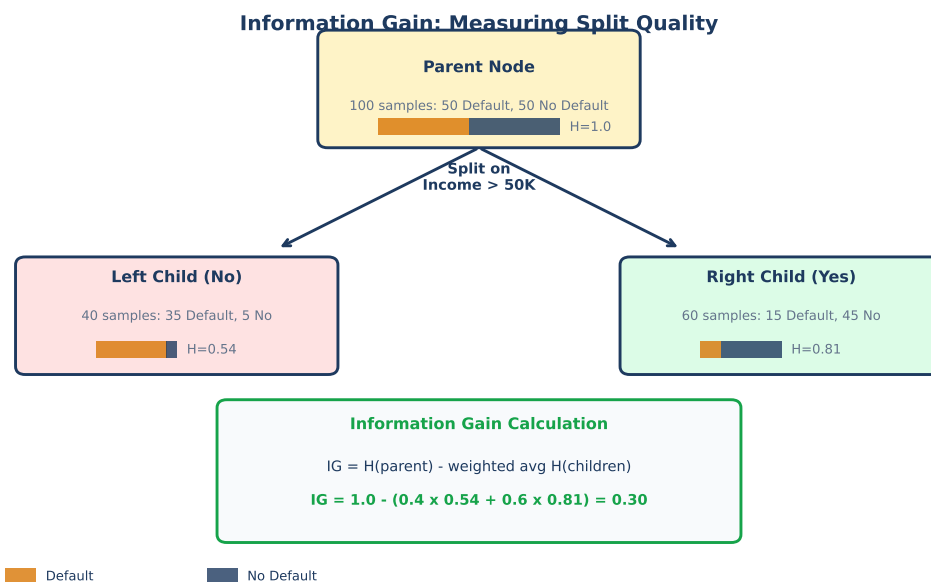 Information Gain: Measuring Split Quality
Parent Node
100 samples: 50 Default, 50 No Default
H=1.0
Split on
Income > 50K
Left Child (No)
40 samples: 35 Default, 5 No
H=0.54
Right Child (Yes)
60 samples: 15 Default, 45 No
H=0.81
Information Gain Calculation
IG = H(parent) - weighted avg H(children)
IG = 1.0 - (0.4 x 0.54 + 0.6 x 0.81) = 0.30
Default
No Default